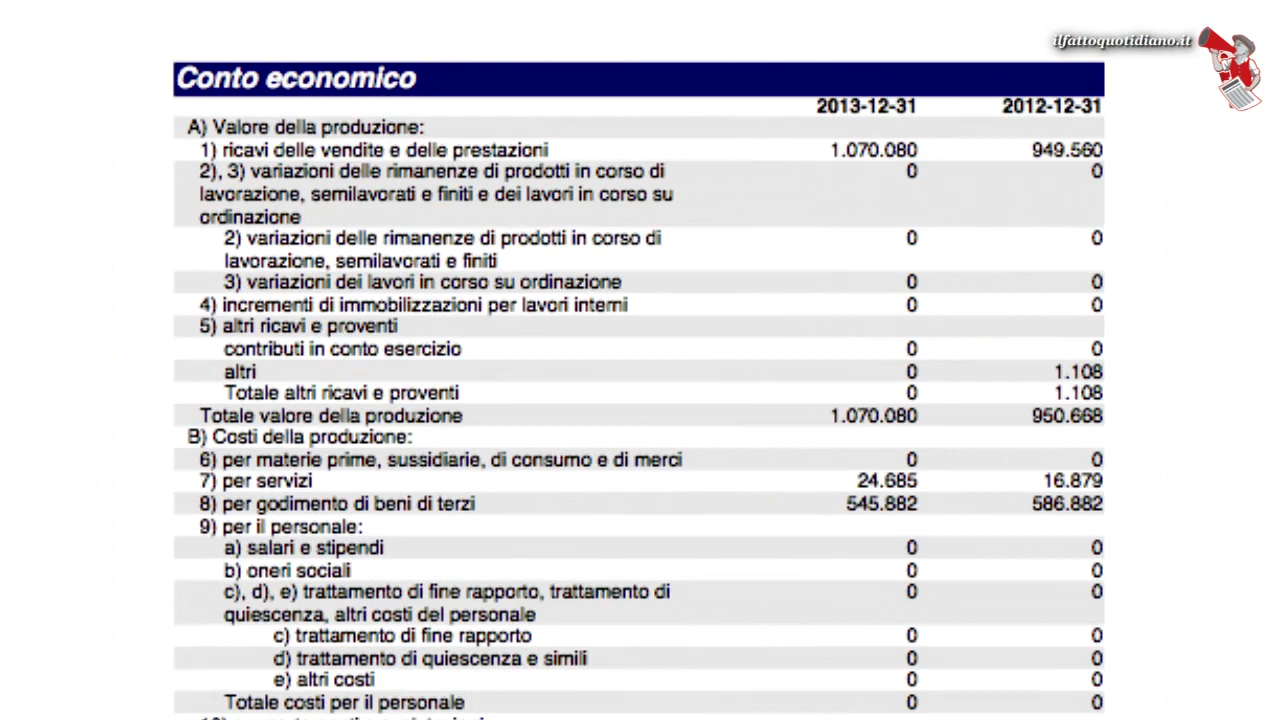 ilfattoquotidiano.it
Conto economico
2013-12-31 2012-12-31
A) Valore della produzione:
1) ricavi delle vendite e delle prestazioni 1.070.080 949.560
2), 3) variazioni delle rimanenze di prodotti in corso di 0 0
lavorazione, semilavorati e finiti e dei lavori in corso su
ordinazione
2) variazioni delle rimanenze di prodotti in corso di 0 0
lavorazione, semilavorati e finiti
3) variazioni dei lavori in corso su ordinazione 0 0
4) incrementi di immobilizzazioni per lavori interni 0 0
5) altri ricavi e proventi
contributi in conto esercizio 0 0
altri 0 1.108
Totale altri ricavi e proventi 0 1.108
Totale valore della produzione 1.070.080 950.668
B) Costi della produzione:
6) per materie prime, sussidiarie, di consumo e di merci 0 0
7) per servizi 24.685 16.879
8) per godimento di beni di terzi 545.882 586.882
9) per il personale:
a) salari e stipendi 0 0
b) oneri sociali 0 0
c), d), e) trattamento di fine rapporto, trattamento di 0 0
quiescenza, altri costi del personale
c) trattamento di fine rapporto 0 0
d) trattamento di quiescenza e simili 0 0
e) altri costi 0 0
Totale costi per il personale 0 0